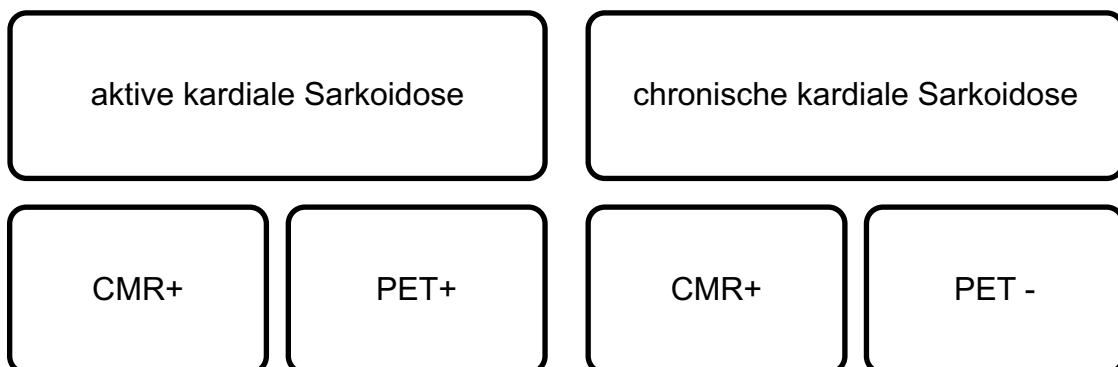 aktive kardiale Sarkoidose
chronische kardiale Sarkoidose
CMR+
PET+
CMR+
PET -